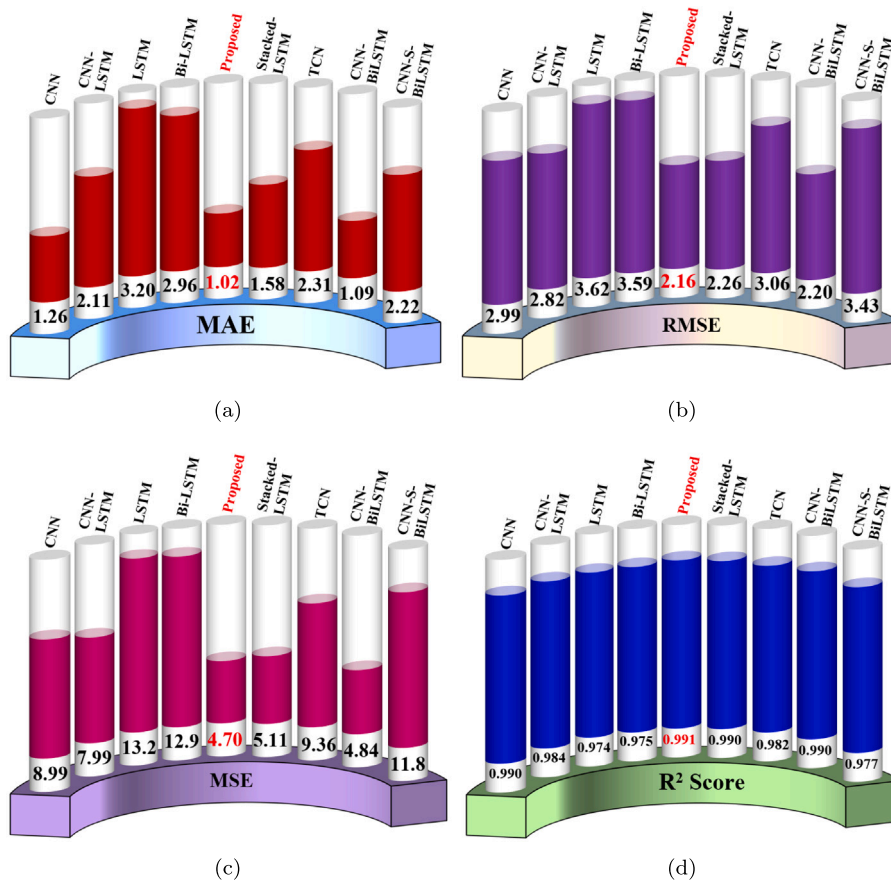 CNN
CNN-
LSTM
LSTM
Bi-LSTM
Proposed
Stacked-
LSTM
TCN
CNN-
BiLSTM
CNN-S-
BiLSTM
1.26
2.11
3.20
2.96
1.02
1.58
2.31
1.09
2.22
MAE
(a)
CNN
CNN-
LSTM
LSTM
Bi-LSTM
Proposed
Stacked-
LSTM
TCN
CNN-
BiLSTM
CNN-S-
BiLSTM
2.99
2.82
3.62
3.59
2.16
2.26
3.06
2.20
3.43
RMSE
(b)
CNN
CNN-
LSTM
LSTM
Bi-LSTM
Proposed
Stacked-
LSTM
TCN
CNN-
BiLSTM
CNN-S-
BiLSTM
8.99
7.99
13.2
12.9
4.70
5.11
9.36
4.84
11.8
MSE
(c)
CNN
CNN-
LSTM
LSTM
Bi-LSTM
Proposed
Stacked-
LSTM
TCN
CNN-
BiLSTM
CNN-S-
BiLSTM
0.990
0.984
0.974
0.975
0.991
0.990
0.982
0.990
0.977
R² Score
(d)